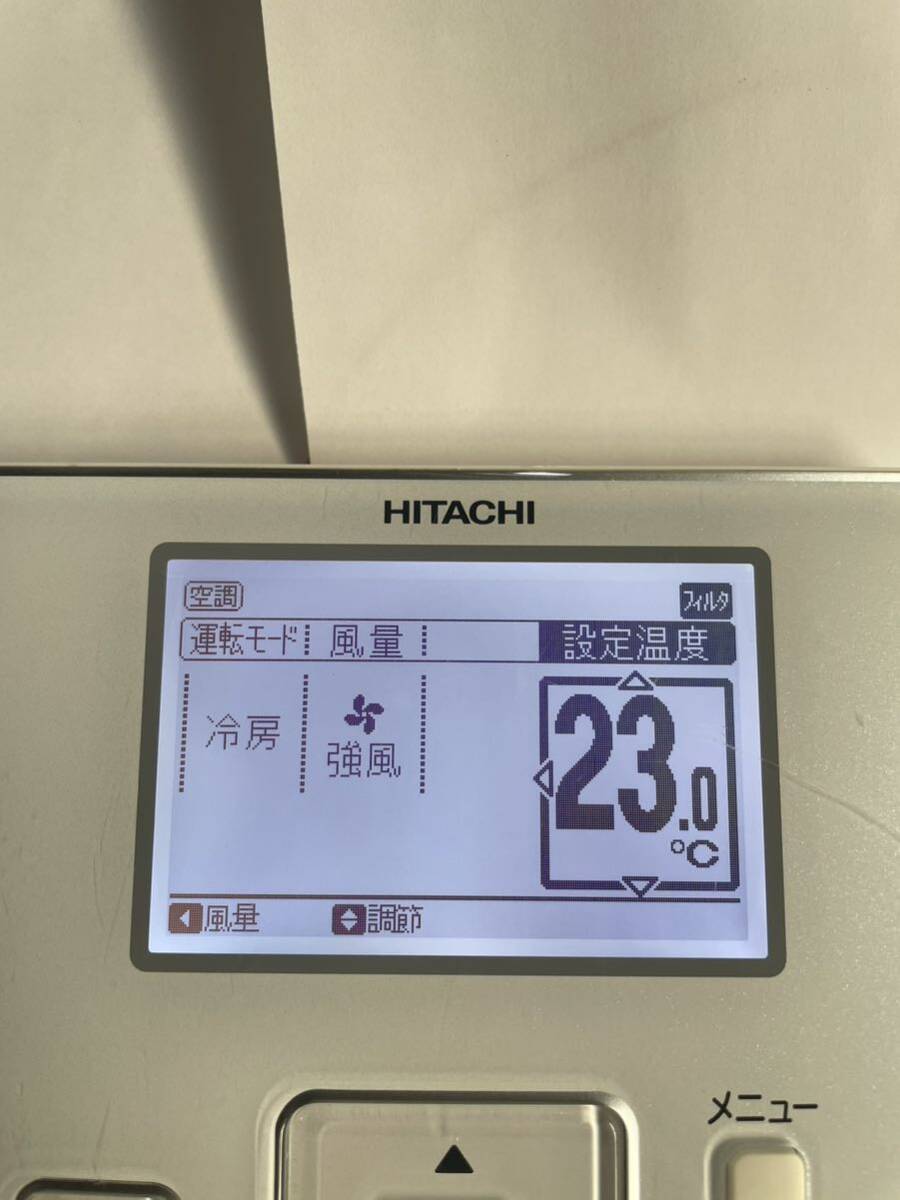 HITACHI
空調 フィルタ
運転モード 風量 設定温度
冷房 強風 23.0 ℃
風量 調節
メニュー